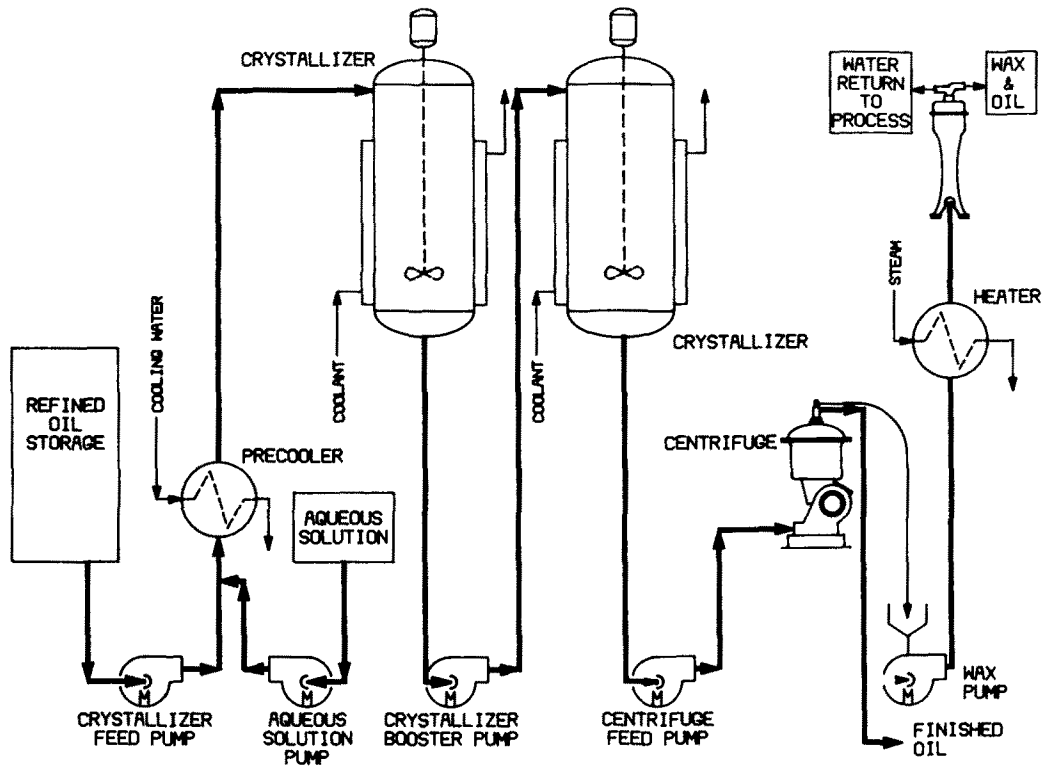 CRYSTALLIZER
WATER
RETURN
TO
PROCESS
WAX
&
OIL
STEAM
HEATER
CRYSTALLIZER
COOLING WATER
COOLANT
COOLANT
REFINED
OIL
STORAGE
PRECOOLER
CENTRIFUGE
AQUEOUS
SOLUTION
M
M
M
M
M
CRYSTALLIZER
FEED PUMP
AQUEOUS
SOLUTION
PUMP
CRYSTALLIZER
BOOSTER PUMP
CENTRIFUGE
FEED PUMP
WAX
PUMP
FINISHED
OIL